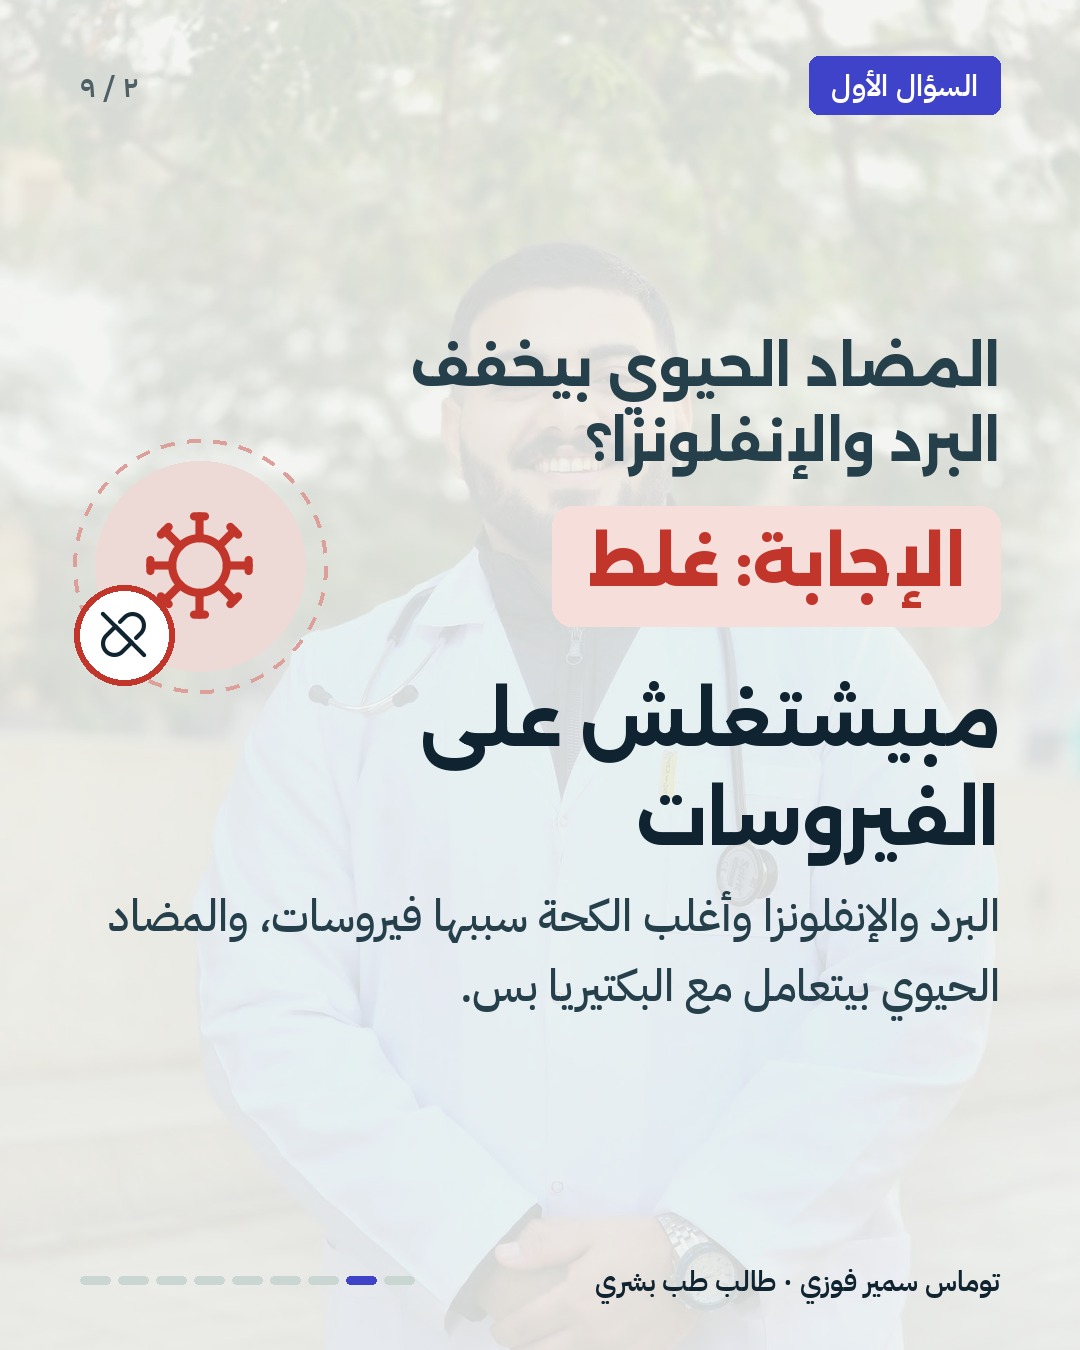 السؤال الأول
٢ / ٩
المضاد الحيوي بيخفف
البرد والإنفلونزا؟
الإجابة: غلط
مبيشتغلش على
الفيروسات
البرد والإنفلونزا وأغلب الكحة سببها فيروسات، والمضاد
الحيوي بيتعامل مع البكتيريا بس.
توماس سمير فوزي · طالب طب بشري